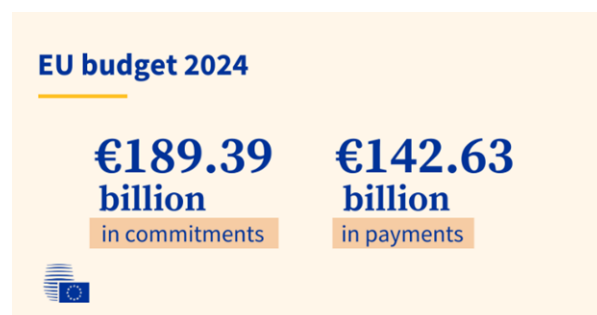 EU budget 2024
€189.39
billion
in commitments
€142.63
billion
in payments